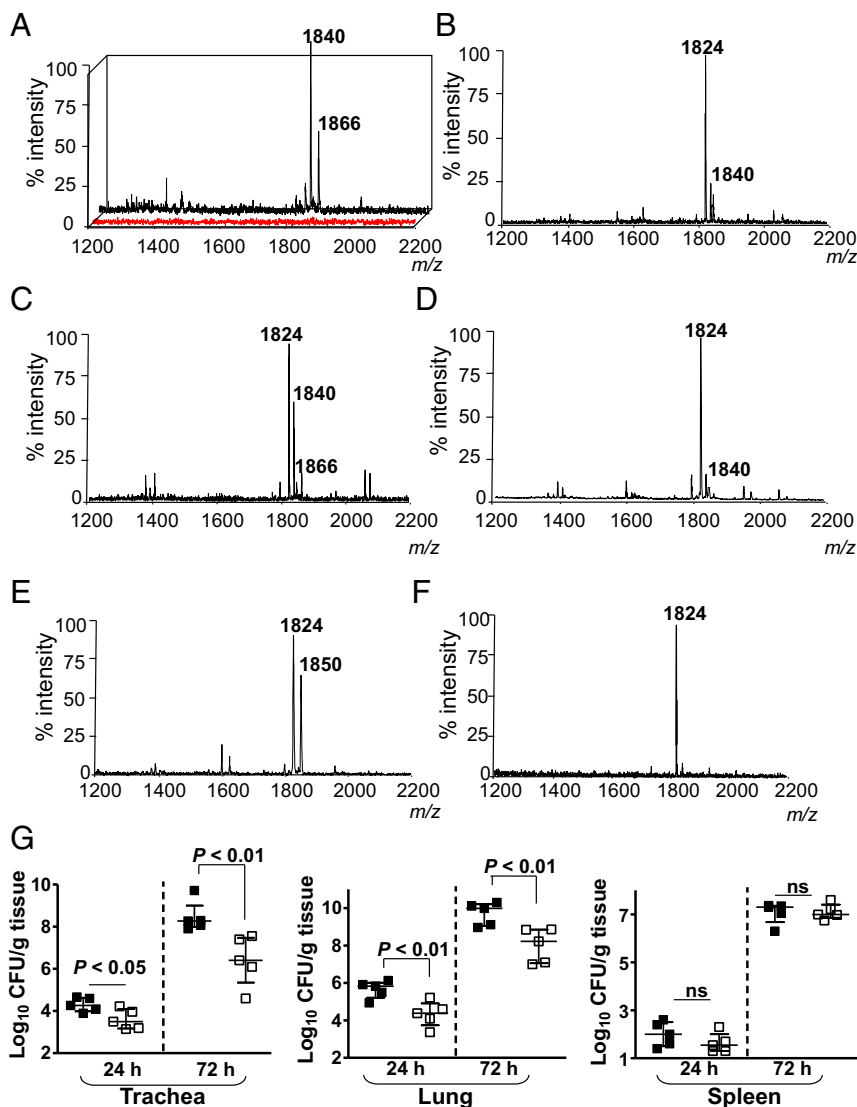 A
1840
1866
100
75
50
25
0
% intensity
1200 1400 1600 1800 2000 2200
m/z
B
1824
1840
100
75
50
25
0
% intensity
1200 1400 1600 1800 2000 2200
m/z
C
1824
1840
1866
100
75
50
25
0
% intensity
1200 1400 1600 1800 2000 2200
m/z
D
1824
1840
100
75
50
25
0
% intensity
1200 1400 1600 1800 2000 2200
m/z
E
1824
1850
100
75
50
25
0
% intensity
1200 1400 1600 1800 2000 2200
m/z
F
1824
100
75
50
25
0
% intensity
1200 1400 1600 1800 2000 2200
m/z
G
Log10 CFU/g tissue
10
8
6
4
2
P < 0.05
P < 0.01
24 h 72 h
Trachea
Log10 CFU/g tissue
10
8
6
4
2
P < 0.01
P < 0.01
24 h 72 h
Lung
Log10 CFU/g tissue
7
3
1
ns
ns
24 h 72 h
Spleen